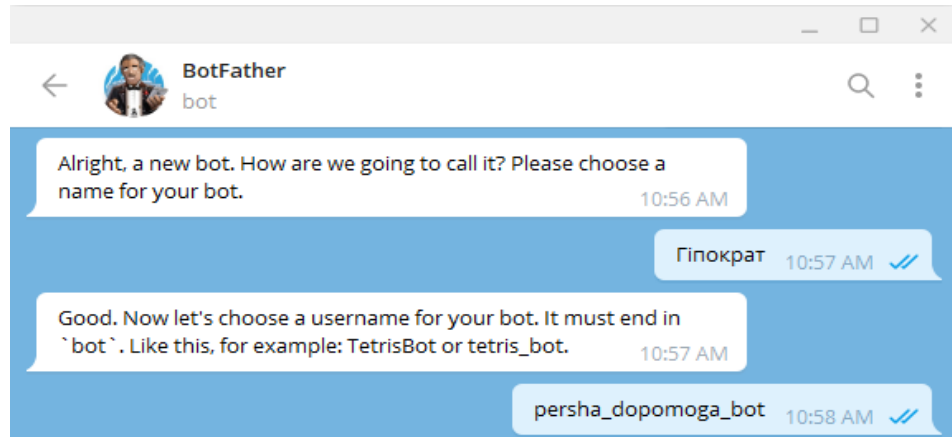 BotFather
bot
Alright, a new bot. How are we going to call it? Please choose a
name for your bot.
10:56 AM
Гіпократ 10:57 AM
Good. Now let's choose a username for your bot. It must end in
`bot`. Like this, for example: TetrisBot or tetris_bot.
10:57 AM
persha_dopomoga_bot 10:58 AM